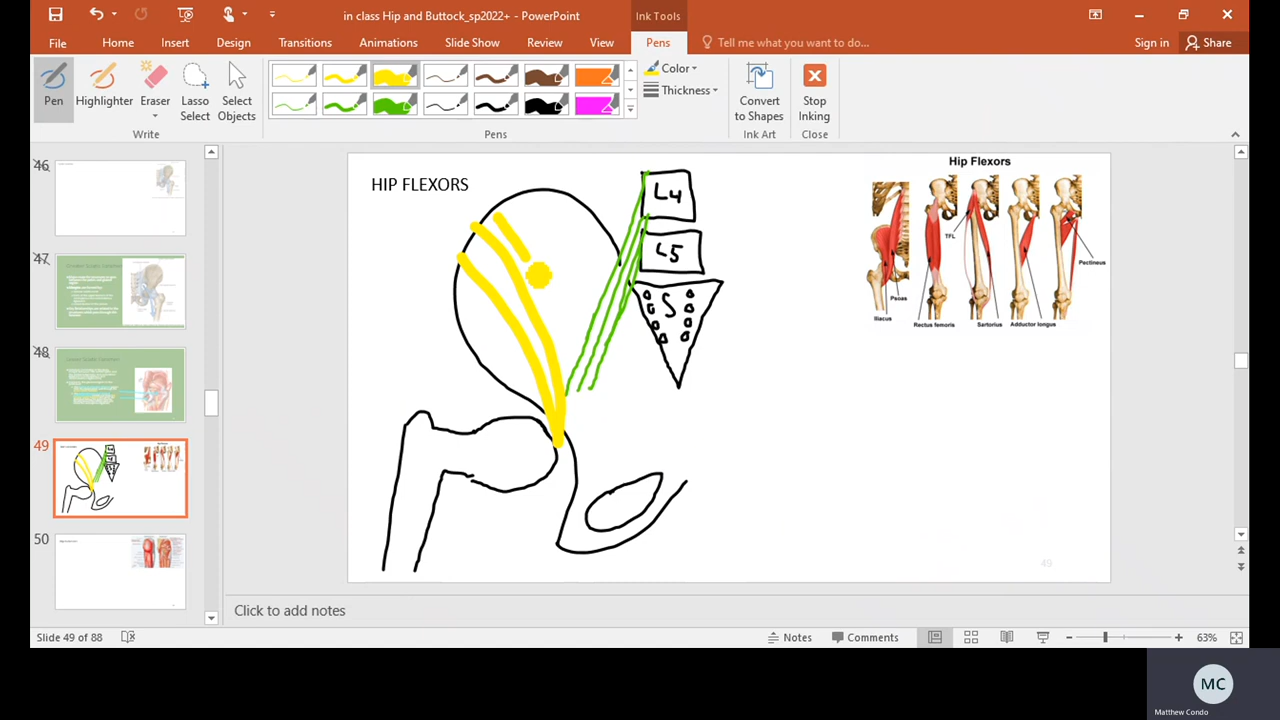 in class Hip and Buttock_sp2022+ - PowerPoint
Ink Tools
File
Home
Insert
Design
Transitions
Animations
Slide Show
Review
View
Pens
Tell me what you want to do...
Sign in
Share
Pen
Highlighter
Eraser
Lasso
Select
Select
Objects
Color
Thickness
Convert
to Shapes
Stop
Inking
Write
Pens
Ink Art
Close
46
47
48
49
50
HIP FLEXORS
L4
L5
S
Hip Flexors
TFL
Psoas
Iliacus
Rectus femoris
Sartorius
Adductor longus
Pectineus
49
Click to add notes
Slide 49 of 88
Notes
Comments
63%
MC
Matthew Condo